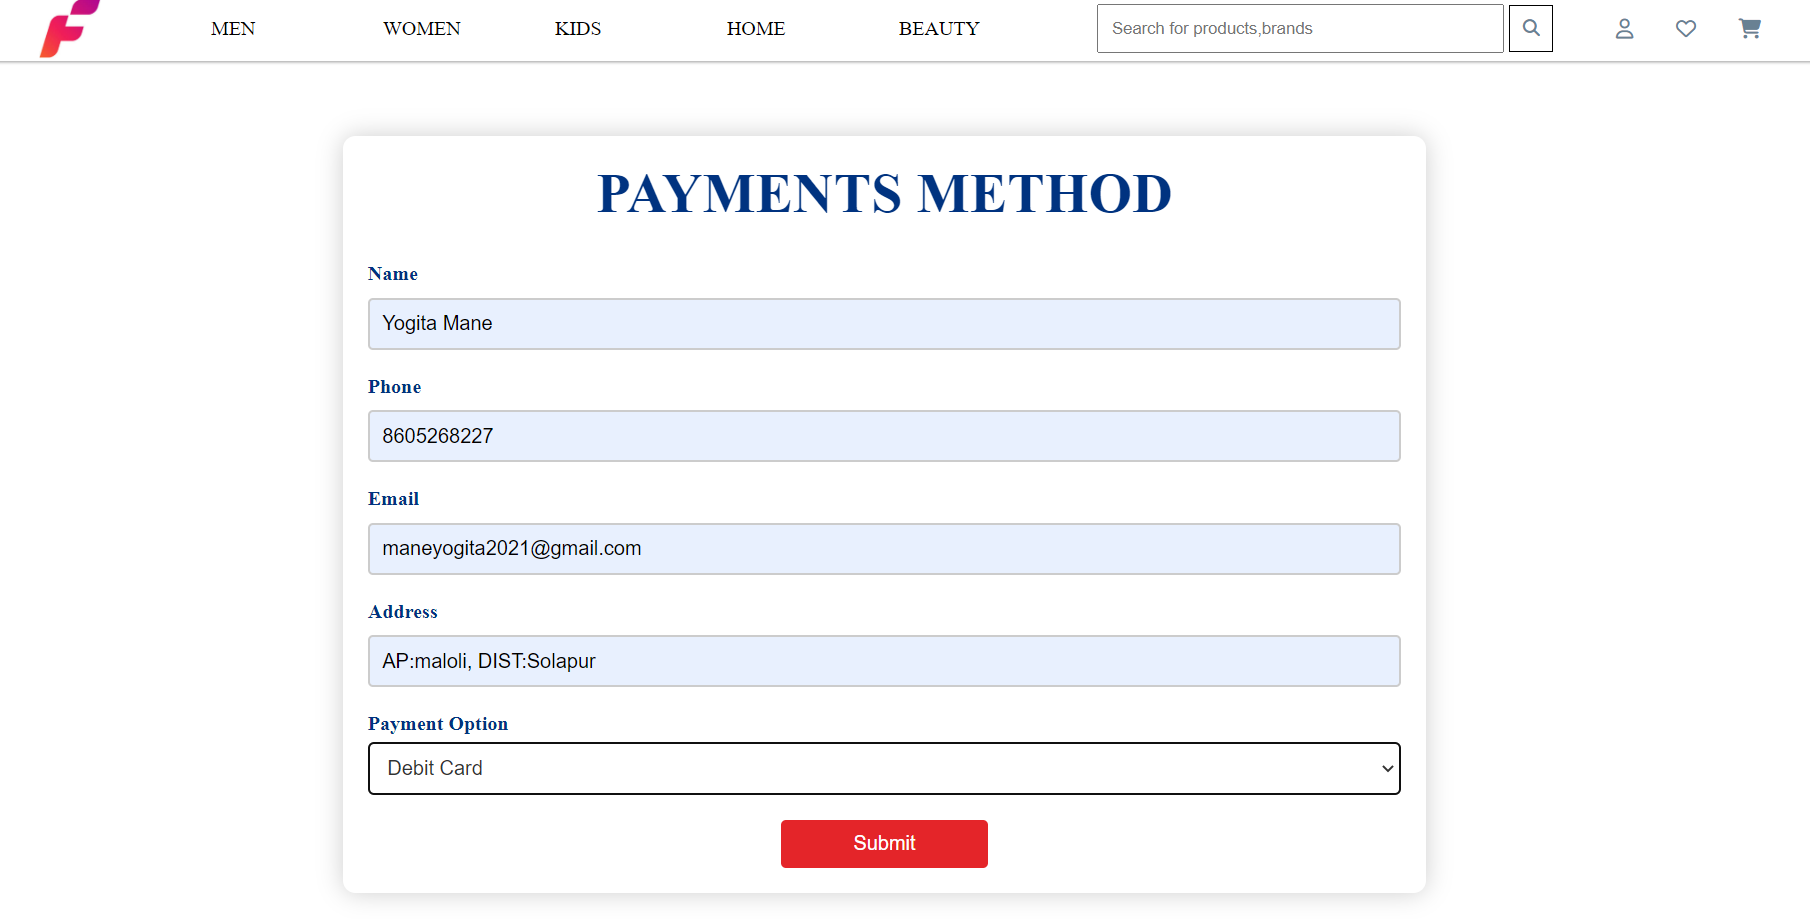 MEN WOMEN KIDS HOME BEAUTY Search for products,brands
PAYMENTS METHOD
Name
Yogita Mane
Phone
8605268227
Email
maneyogita2021@gmail.com
Address
AP:maloli, DIST:Solapur
Payment Option
Debit Card
Submit